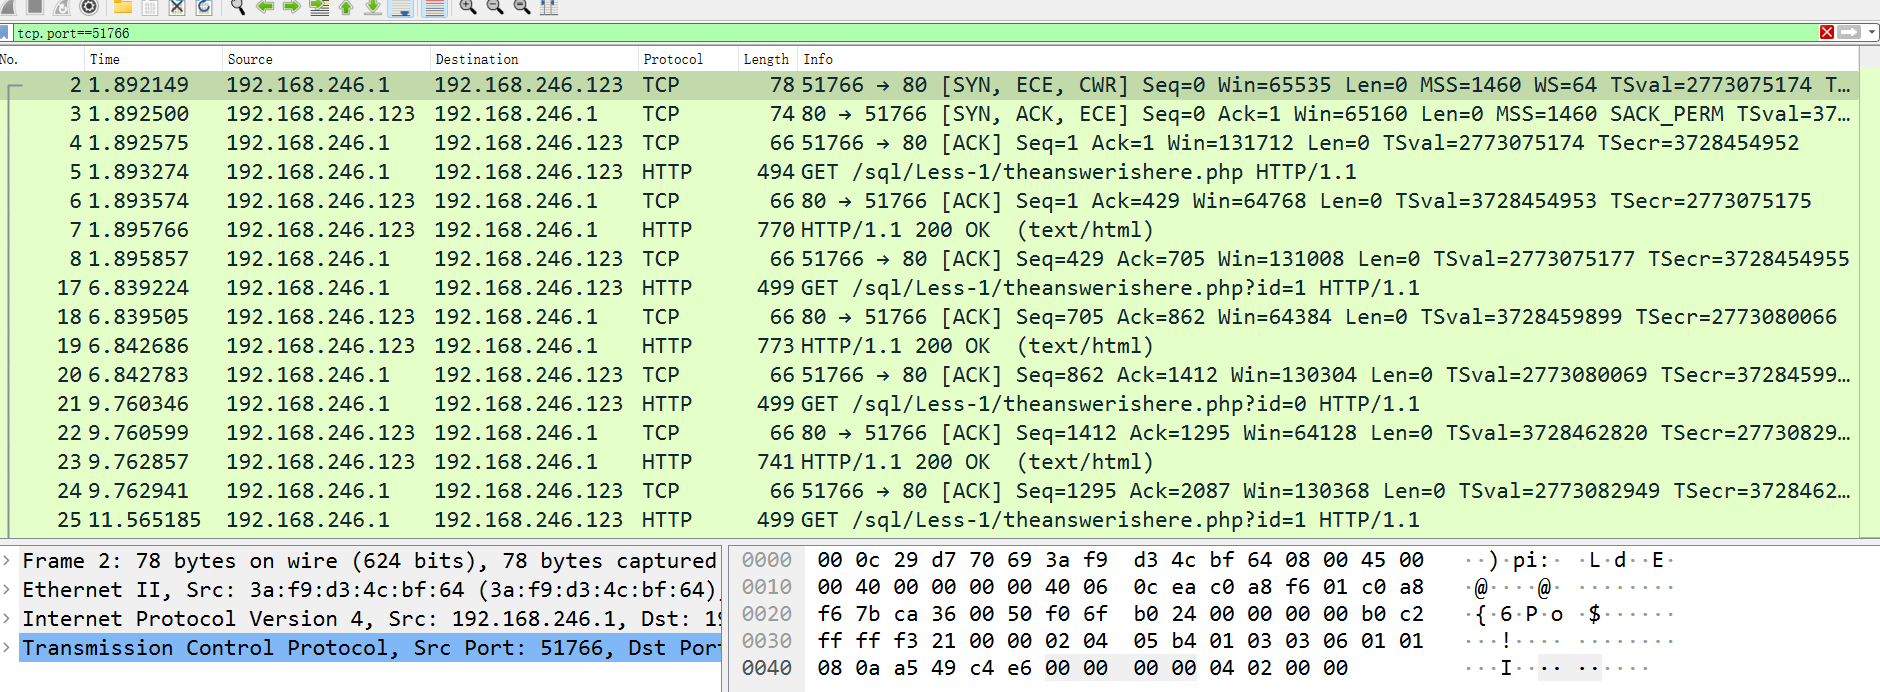 tcp.port==51766
No. Time Source Destination Protocol Length Info
2 1.892149 192.168.246.1 192.168.246.123 TCP 78 51766 → 80 [SYN, ECE, CWR] Seq=0 Win=65535 Len=0 MSS=1460 WS=64 TSval=2773075174 T…
3 1.892500 192.168.246.123 192.168.246.1 TCP 74 80 → 51766 [SYN, ACK, ECE] Seq=0 Ack=1 Win=65160 Len=0 MSS=1460 SACK_PERM TSval=37…
4 1.892575 192.168.246.1 192.168.246.123 TCP 66 51766 → 80 [ACK] Seq=1 Ack=1 Win=131712 Len=0 TSval=2773075174 TSecr=3728454952
5 1.893274 192.168.246.1 192.168.246.123 HTTP 494 GET /sql/Less-1/theanswerishere.php HTTP/1.1
6 1.893574 192.168.246.123 192.168.246.1 TCP 66 80 → 51766 [ACK] Seq=1 Ack=429 Win=64768 Len=0 TSval=3728454953 TSecr=2773075175
7 1.895766 192.168.246.123 192.168.246.1 HTTP 770 HTTP/1.1 200 OK  (text/html)
8 1.895857 192.168.246.1 192.168.246.123 TCP 66 51766 → 80 [ACK] Seq=429 Ack=705 Win=131008 Len=0 TSval=2773075177 TSecr=3728454955
17 6.839224 192.168.246.1 192.168.246.123 HTTP 499 GET /sql/Less-1/theanswerishere.php?id=1 HTTP/1.1
18 6.839505 192.168.246.123 192.168.246.1 TCP 66 80 → 51766 [ACK] Seq=705 Ack=862 Win=64384 Len=0 TSval=3728459899 TSecr=2773080066
19 6.842686 192.168.246.123 192.168.246.1 HTTP 773 HTTP/1.1 200 OK  (text/html)
20 6.842783 192.168.246.1 192.168.246.123 TCP 66 51766 → 80 [ACK] Seq=862 Ack=1412 Win=130304 Len=0 TSval=2773080069 TSecr=37284599…
21 9.760346 192.168.246.1 192.168.246.123 HTTP 499 GET /sql/Less-1/theanswerishere.php?id=0 HTTP/1.1
22 9.760599 192.168.246.123 192.168.246.1 TCP 66 80 → 51766 [ACK] Seq=1412 Ack=1295 Win=64128 Len=0 TSval=3728462820 TSecr=27730829…
23 9.762857 192.168.246.123 192.168.246.1 HTTP 741 HTTP/1.1 200 OK  (text/html)
24 9.762941 192.168.246.1 192.168.246.123 TCP 66 51766 → 80 [ACK] Seq=1295 Ack=2087 Win=130368 Len=0 TSval=2773082949 TSecr=3728462…
25 11.565185 192.168.246.1 192.168.246.123 HTTP 499 GET /sql/Less-1/theanswerishere.php?id=1 HTTP/1.1
Frame 2: 78 bytes on wire (624 bits), 78 bytes captured
Ethernet II, Src: 3a:f9:d3:4c:bf:64 (3a:f9:d3:4c:bf:64),
Internet Protocol Version 4, Src: 192.168.246.1, Dst: 19
Transmission Control Protocol, Src Port: 51766, Dst Port
0000 00 0c 29 d7 70 69 3a f9 d3 4c bf 64 08 00 45 00 ··)·pi:· ·L·d··E·
0010 00 40 00 00 00 00 40 06 0c ea c0 a8 f6 01 c0 a8 ·@····@· ········
0020 f6 7b ca 36 00 50 f0 6f b0 24 00 00 00 00 b0 c2 ·{·6·P·o ·$······
0030 ff ff f3 21 00 00 02 04 05 b4 01 03 03 06 01 01 ···!···· ········
0040 08 0a a5 49 c4 e6 00 00 00 00 04 02 00 00 ···I···· ······